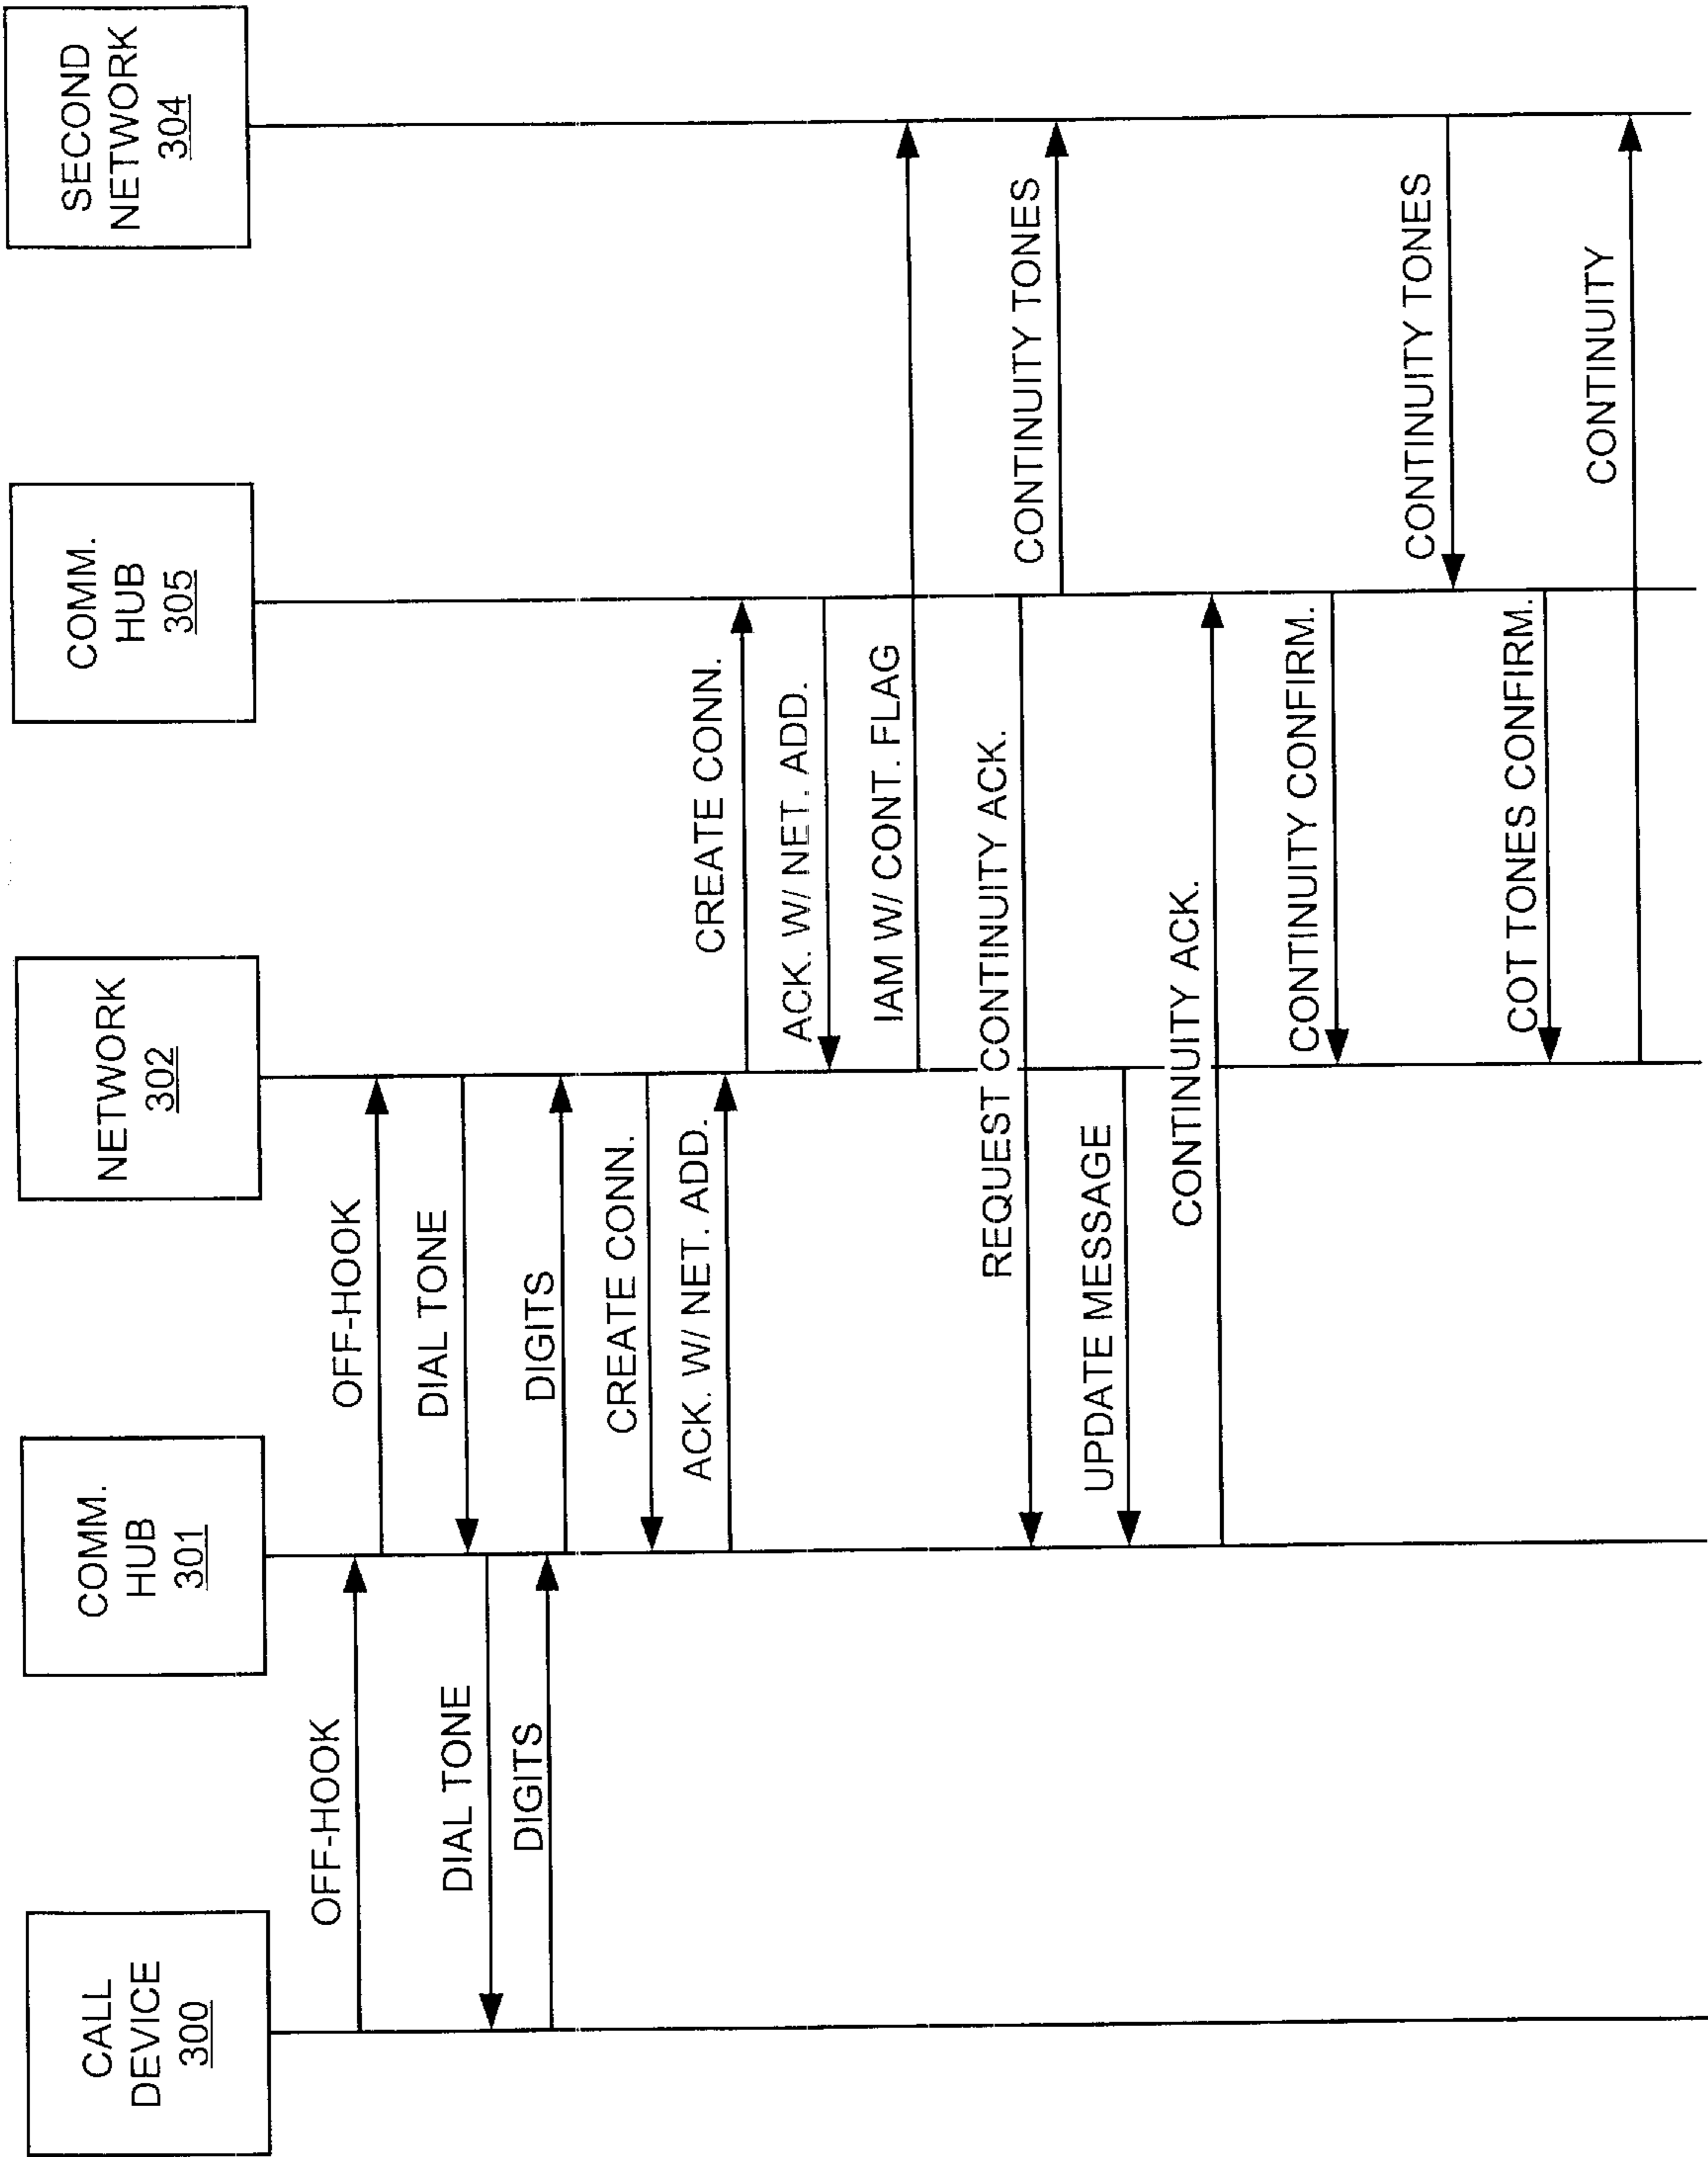 CALL
DEVICE
300
COMM.
HUB
301
NETWORK
302
COMM.
HUB
305
SECOND
NETWORK
304
OFF-HOOK
OFF-HOOK
DIAL TONE
DIAL TONE
DIGITS
DIGITS
CREATE CONN.
ACK. W/ NET. ADD.
CREATE CONN.
ACK. W/ NET. ADD.
IAM W/ CONT. FLAG
REQUEST CONTINUITY ACK.
CONTINUITY TONES
UPDATE MESSAGE
CONTINUITY ACK.
CONTINUITY CONFIRM.
CONTINUITY TONES
COT TONES CONFIRM.
CONTINUITY